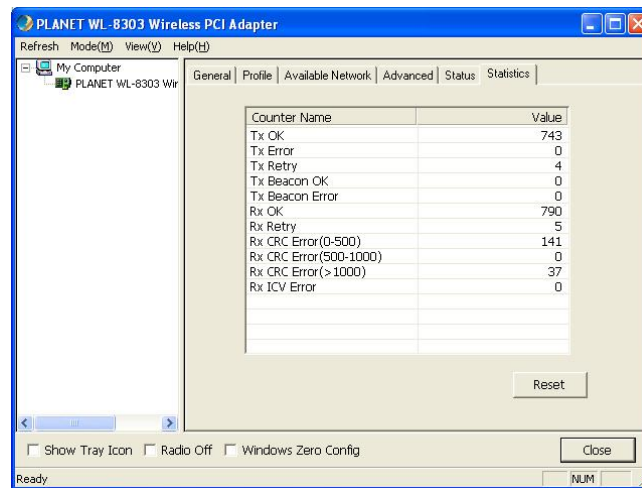 PLANET WL-8303 Wireless PCI Adapter
Refresh Mode(M) View(V) Help(H)
My Computer
PLANET WL-8303 Wir
General Profile Available Network Advanced Status Statistics
Counter Name Value
Tx OK 743
Tx Error 0
Tx Retry 4
Tx Beacon OK 0
Tx Beacon Error 0
Rx OK 790
Rx Retry 5
Rx CRC Error(0-500) 141
Rx CRC Error(500-1000) 0
Rx CRC Error(>1000) 37
Rx ICV Error 0
Reset
Show Tray Icon Radio Off Windows Zero Config Close
Ready NUM